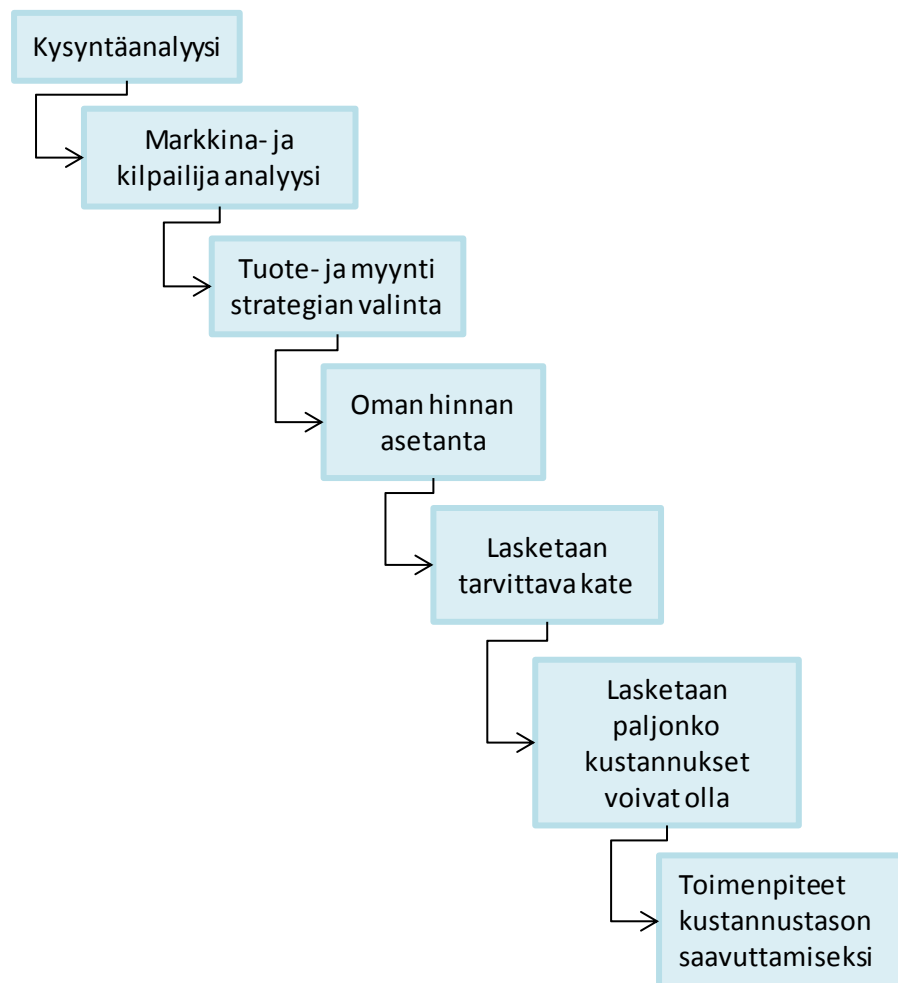 Kysyntäanalyysi
Markkina- ja
kilpailija analyysi
Tuote- ja myynti
strategian valinta
Oman hinnan
asetanta
Lasketaan
tarvittava kate
Lasketaan
paljonko
kustannukset
voivat olla
Toimenpiteet
kustannustason
saavuttamiseksi